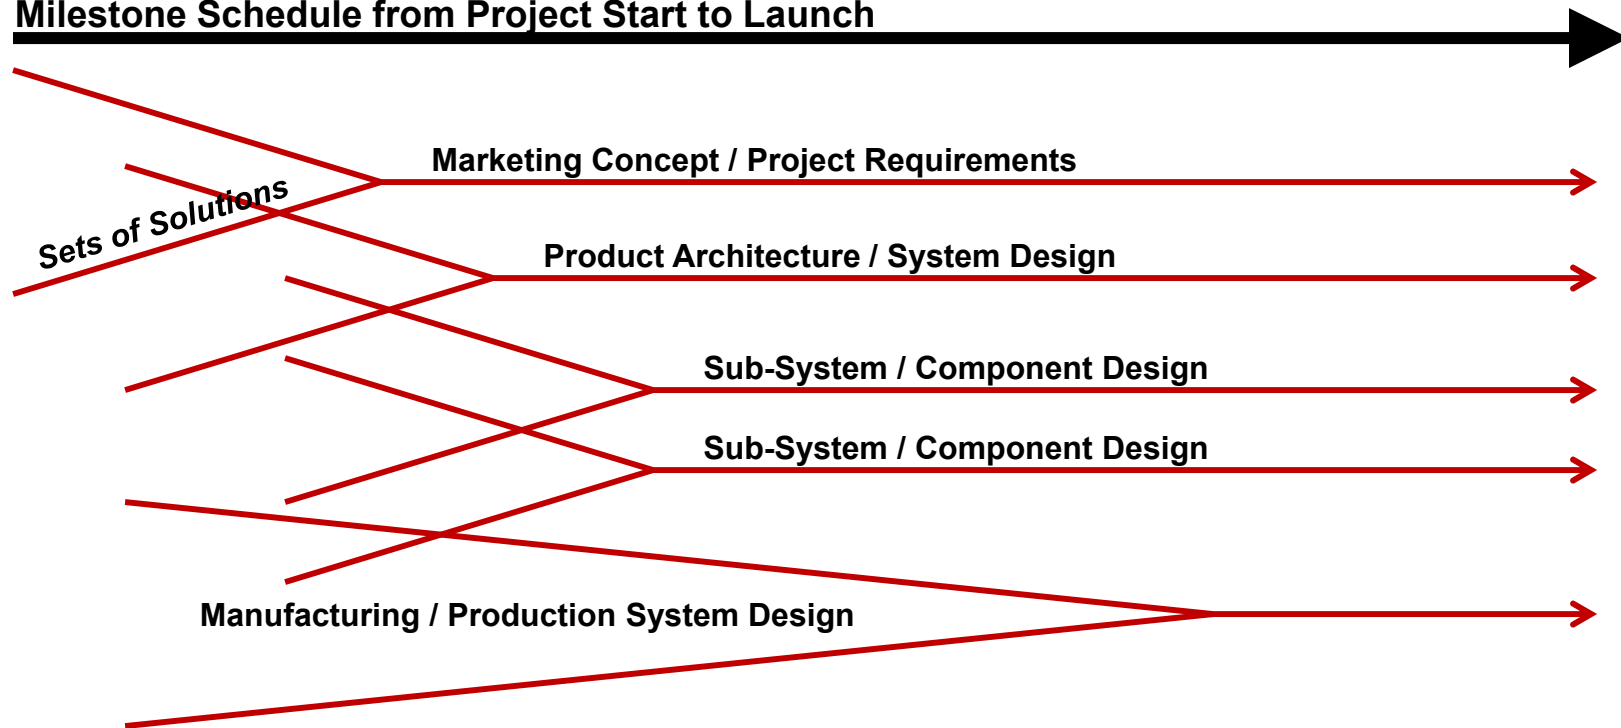 Milestone Schedule from Project Start to Launch
Marketing Concept / Project Requirements
Sets of Solutions
Product Architecture / System Design
Sub-System / Component Design
Sub-System / Component Design
Manufacturing / Production System Design